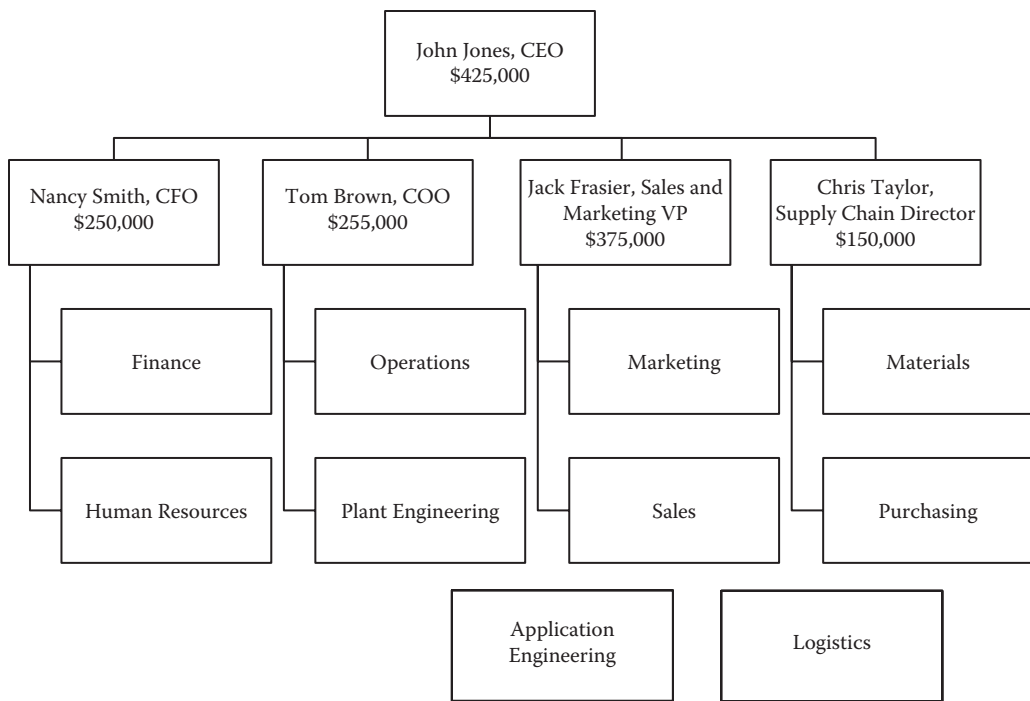 John Jones, CEO
$425,000
Nancy Smith, CFO
$250,000
Tom Brown, COO
$255,000
Jack Frasier, Sales and
Marketing VP
$375,000
Chris Taylor,
Supply Chain Director
$150,000
Finance
Operations
Marketing
Materials
Human Resources
Plant Engineering
Sales
Purchasing
Application
Engineering
Logistics